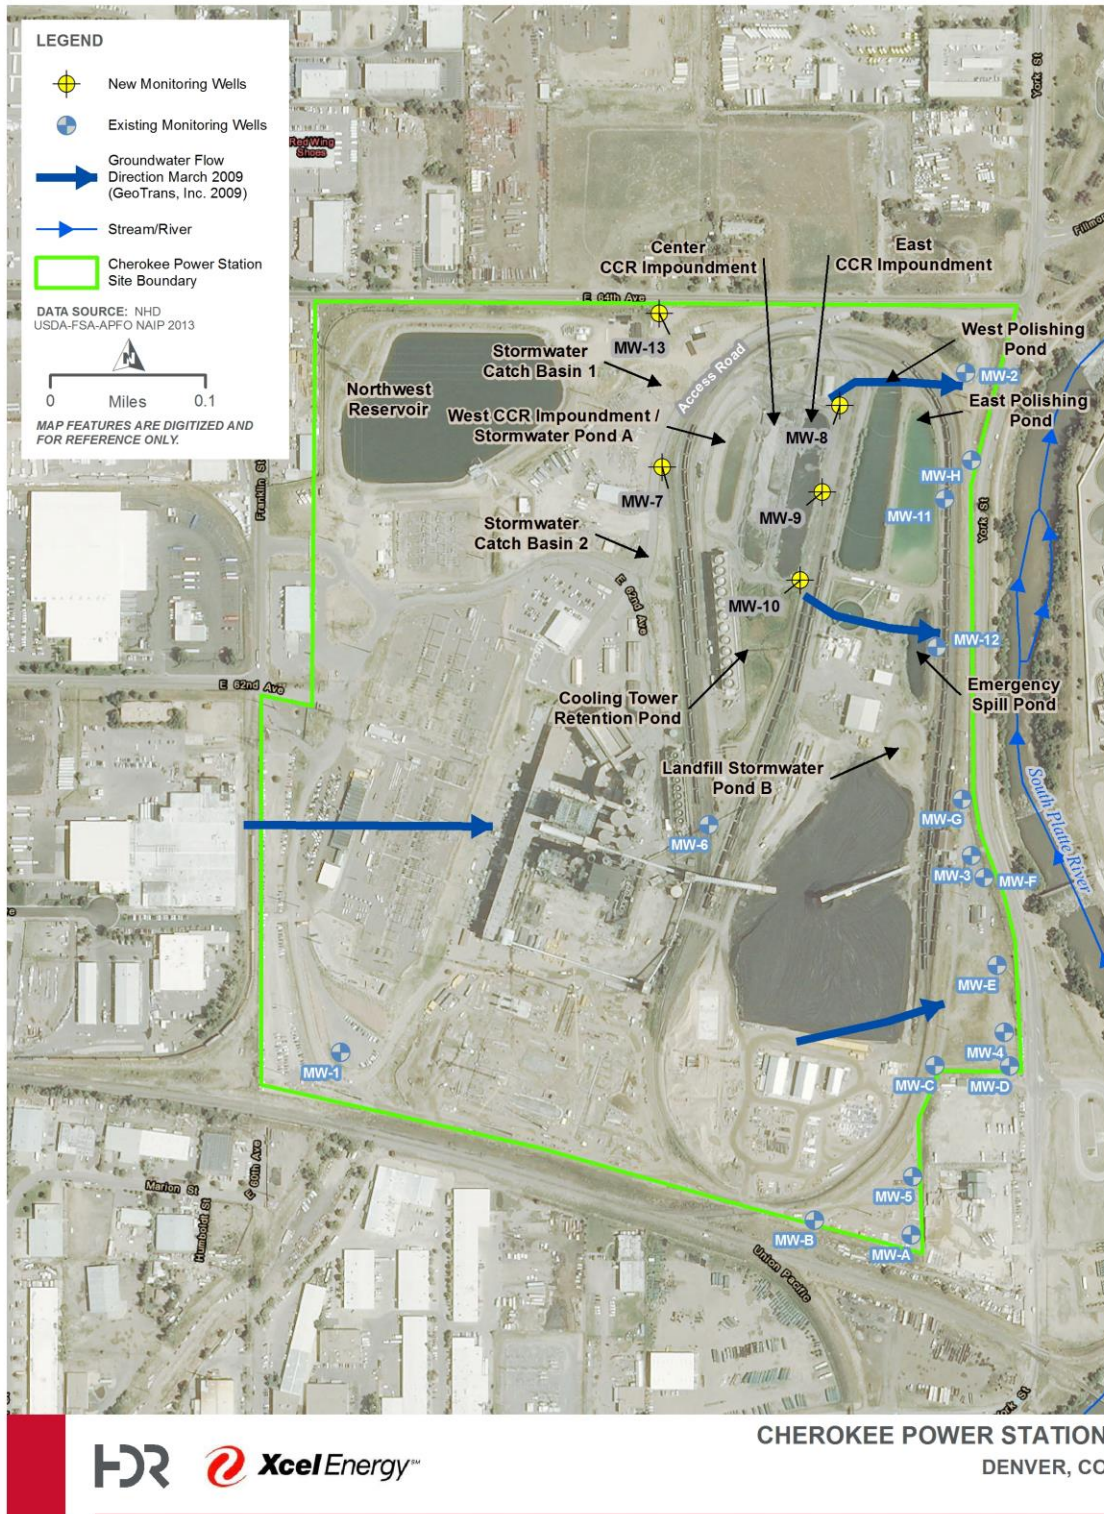 LEGEND
New Monitoring Wells
Existing Monitoring Wells
Groundwater Flow
Direction March 2009
(GeoTrans, Inc. 2009)
Stream/River
Cherokee Power Station
Site Boundary
DATA SOURCE: NHD
USDA-FSA-APFO NAIP 2013
N
0 Miles 0.1
MAP FEATURES ARE DIGITIZED AND
FOR REFERENCE ONLY.
Red Wing
Shoes
York St
Center
CCR Impoundment
East
CCR Impoundment
E 64th Ave
MW-13
Stormwater
Catch Basin 1
Access Road
West Polishing
Pond
MW-2
Northwest
Reservoir
West CCR Impoundment /
Stormwater Pond A
East Polishing
Pond
MW-8
MW-H
MW-7
MW-9
MW-11
Franklin St
York St
Stormwater
Catch Basin 2
E 62nd Ave
MW-10
MW-12
E 62nd Ave
Cooling Tower
Retention Pond
Emergency
Spill Pond
Landfill Stormwater
Pond B
South Platte River
MW-G
MW-6
MW-3
MW-F
MW-E
MW-4
MW-1
MW-C
MW-D
E 60th Ave
Marion St
Humboldt St
MW-5
MW-B
MW-A
Union Pacific
HDR
Xcel Energy℠
CHEROKEE POWER STATION
DENVER, CO